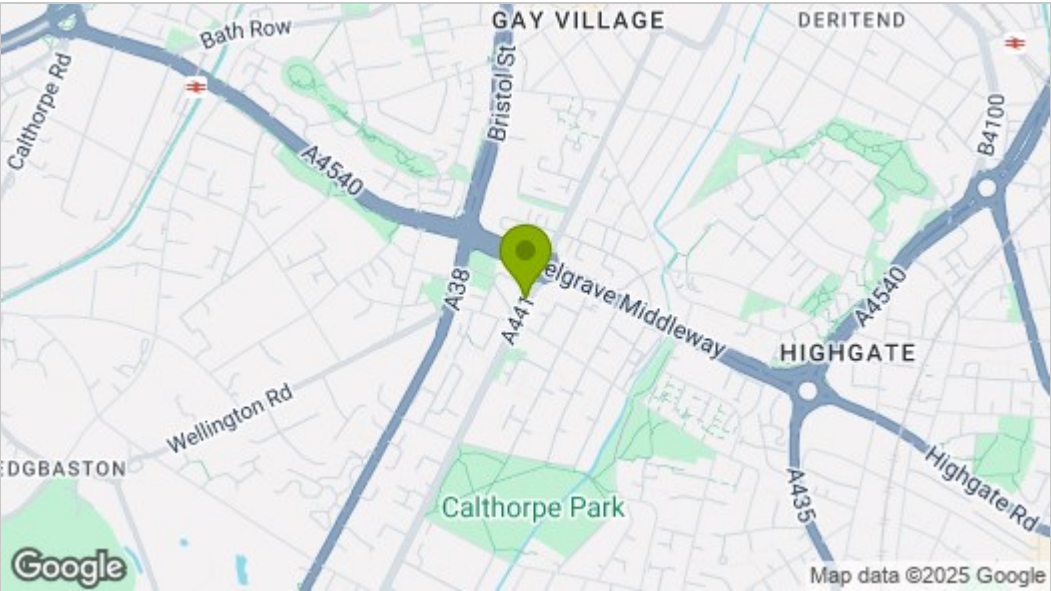 GAY VILLAGE
DERITEND
Bath Row
Calthorpe Rd
Bristol St
B4100
A4540
A38
A441
elgrave Middleway
A4540
HIGHGATE
Wellington Rd
EDGBASTON
Highgate Rd
A435
Calthorpe Park
Google
Map data ©2025 Google